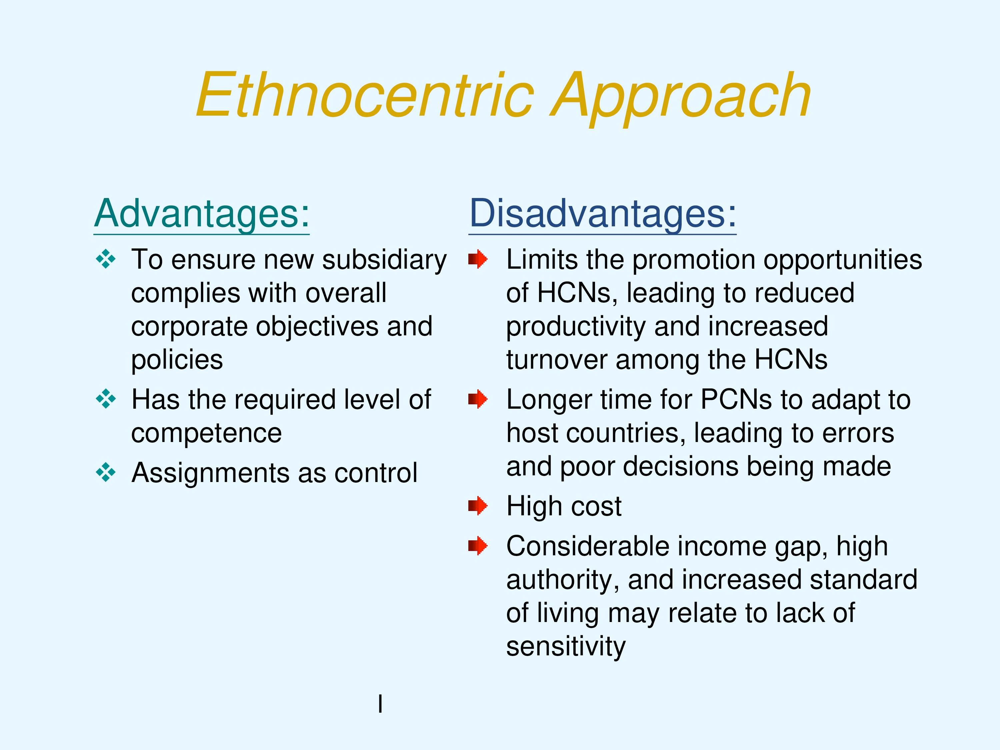 Ethnocentric Approach
Advantages:
To ensure new subsidiary
complies with overall
corporate objectives and
policies
Has the required level of
competence
Assignments as control
Disadvantages:
Limits the promotion opportunities
of HCNs, leading to reduced
productivity and increased
turnover among the HCNs
Longer time for PCNs to adapt to
host countries, leading to errors
and poor decisions being made
High cost
Considerable income gap, high
authority, and increased standard
of living may relate to lack of
sensitivity
I